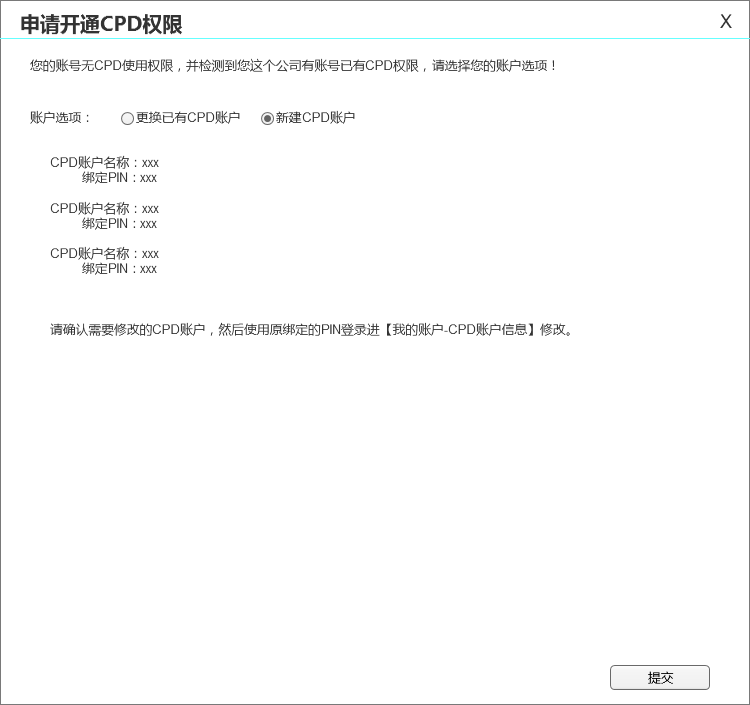 申请开通CPD权限
X
您的账号无CPD使用权限，并检测到您这个公司有账号已有CPD权限，请选择您的账户选项！
账户选项： 更换已有CPD账户 新建CPD账户
CPD账户名称：xxx
绑定PIN：xxx
CPD账户名称：xxx
绑定PIN：xxx
CPD账户名称：xxx
绑定PIN：xxx
请确认需要修改的CPD账户，然后使用原绑定的PIN登录进【我的账户-CPD账户信息】修改。
提交